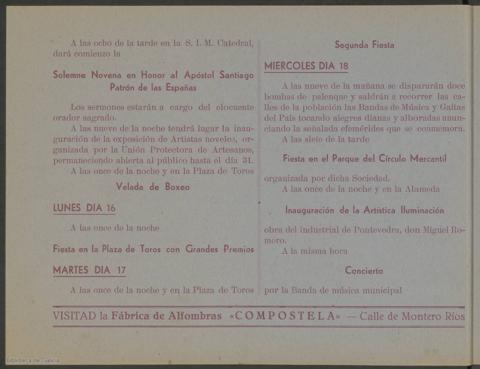 A las ocho de la tarde en la S. I. M. Catedral,
dará comienzo la
Solemne Novena en Honor al Apóstol Santiago
Patrón de las Españas
Los sermones estarán a cargo del elocuente
orador sagrado.
A las nueve de la noche tendrá lugar la inau-
guración de la exposición de Artistas noveles, or-
ganizada por la Unión Protectora de Artesanos,
permaneciendo abierta al público hasta el día 31.
A las once de la noche y en la Plaza de Toros
Velada de Boxeo
LUNES DIA 16
A las once de la noche
Fiesta en la Plaza de Toros con Grandes Premios
MARTES DIA 17
A las once de la noche y en la Plaza de Toros
Segunda Fiesta
MIERCOLES DIA 18
A las nueve de la mañana se dispararán doce
bombas de palenque y saldrán a recorrer las ca-
lles de la población las Bandas de Música y Gaitas
del País tocando alegres dianas y alboradas anun-
ciando la señalada efemérides que se conmemora.
A las siete de la tarde
Fiesta en el Parque del Círculo Mercantil
organizada por dicha Sociedad.
A las once de la noche y en la Alameda
Inauguración de la Artística Iluminación
obra del industrial de Pontevedra, don Miguel Ro-
mero.
A la misma hora
Concierto
por la Banda de música municipal
VISITAD la Fábrica de Alfombras «COMPOSTELA» — Calle de Montero Ríos